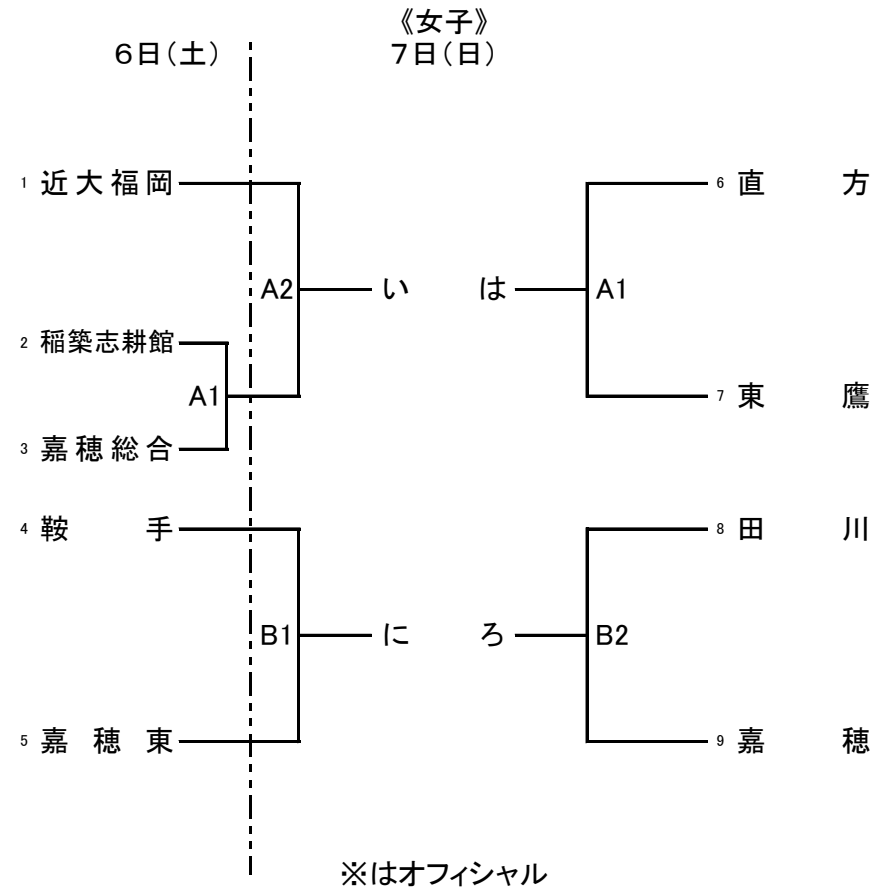 《女子》
６日（土） ７日（日）
1 近大福岡 6 直方
A2 い は A1
2 稲築志耕館
A1 7 東鷹
3 嘉穂総合
4 鞍手 8 田川
B1 に ろ B2
5 嘉穂東 9 嘉穂
※はオフィシャル